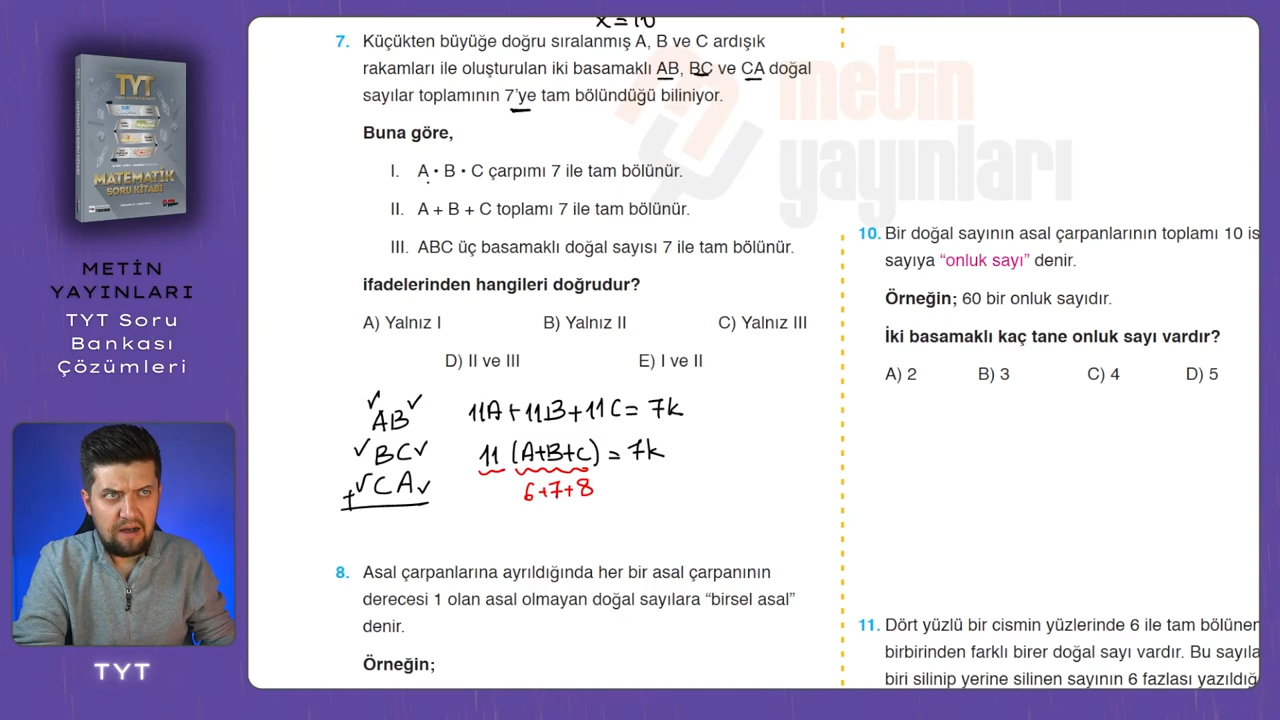 x=10
7. Küçükten büyüğe doğru sıralanmış A, B ve C ardışık
rakamları ile oluşturulan iki basamaklı AB, BC ve CA doğal
sayılar toplamının 7'ye tam bölündüğü biliniyor.
Buna göre,
I. A • B • C çarpımı 7 ile tam bölünür.
II. A + B + C toplamı 7 ile tam bölünür.
III. ABC üç basamaklı doğal sayısı 7 ile tam bölünür.
ifadelerinden hangileri doğrudur?
A) Yalnız I B) Yalnız II C) Yalnız III
D) II ve III E) I ve II
AB
BC
+ CA
11A+11B+11C=7k
11 (A+B+C) = 7k
6+7+8
8. Asal çarpanlarına ayrıldığında her bir asal çarpanının
derecesi 1 olan asal olmayan doğal sayılara “birsel asal”
denir.
Örneğin;
10. Bir doğal sayının asal çarpanlarının toplamı 10 is
sayıya “onluk sayı” denir.
Örneğin; 60 bir onluk sayıdır.
İki basamaklı kaç tane onluk sayı vardır?
A) 2 B) 3 C) 4 D) 5
11. Dört yüzlü bir cismin yüzlerinde 6 ile tam bölünen
birbirinden farklı birer doğal sayı vardır. Bu sayıla
biri silinip yerine silinen sayının 6 fazlası yazıldığ
metin
yayınları
TYT
MATEMATİK
SORU KİTABI
METİN
YAYINLARI
TYT Soru
Bankası
Çözümleri
TYT